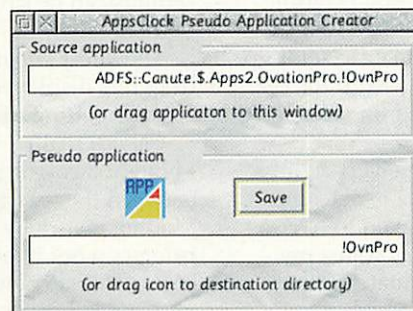 AppsClock Pseudo Application Creator
Source application
ADFS::Canute.$.Apps2.OvationPro.!OvnPro
(or drag applicaton to this window)
Pseudo application
APP
Save
!OvnPro
(or drag icon to destination directory)